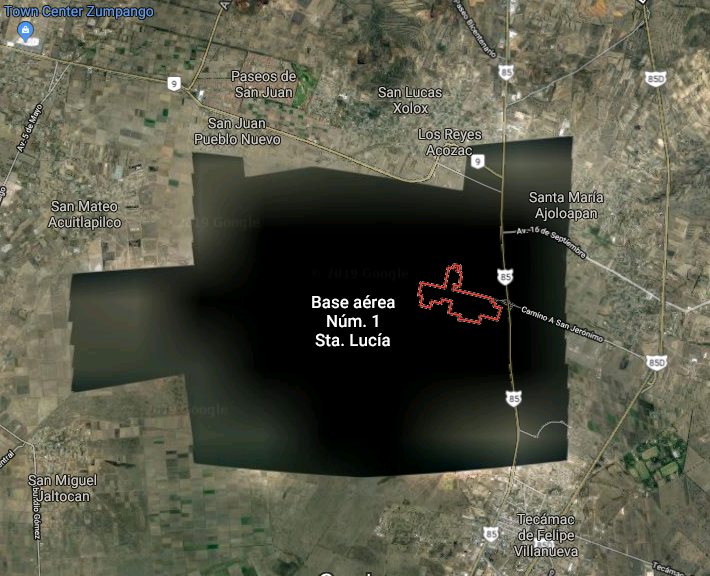 Town Center Zumpango
Paseo Bicentenario
85
85D
9
Paseos de
San Juan
San Lucas
Xolox
Av. 5 de Mayo
San Juan
Pueblo Nuevo
Los Reyes
Acozac
9
San Mateo
Acuitlapilco
Santa María
Ajoloapan
2019 Google
Av. 16 de Septiembre
© 2019 Google
85
Base aérea
Núm. 1
Sta. Lucía
Camino A San Jerónimo
85D
85
Google
San Miguel
Jaltocan
85
Tecámac
de Felipe
Villanueva